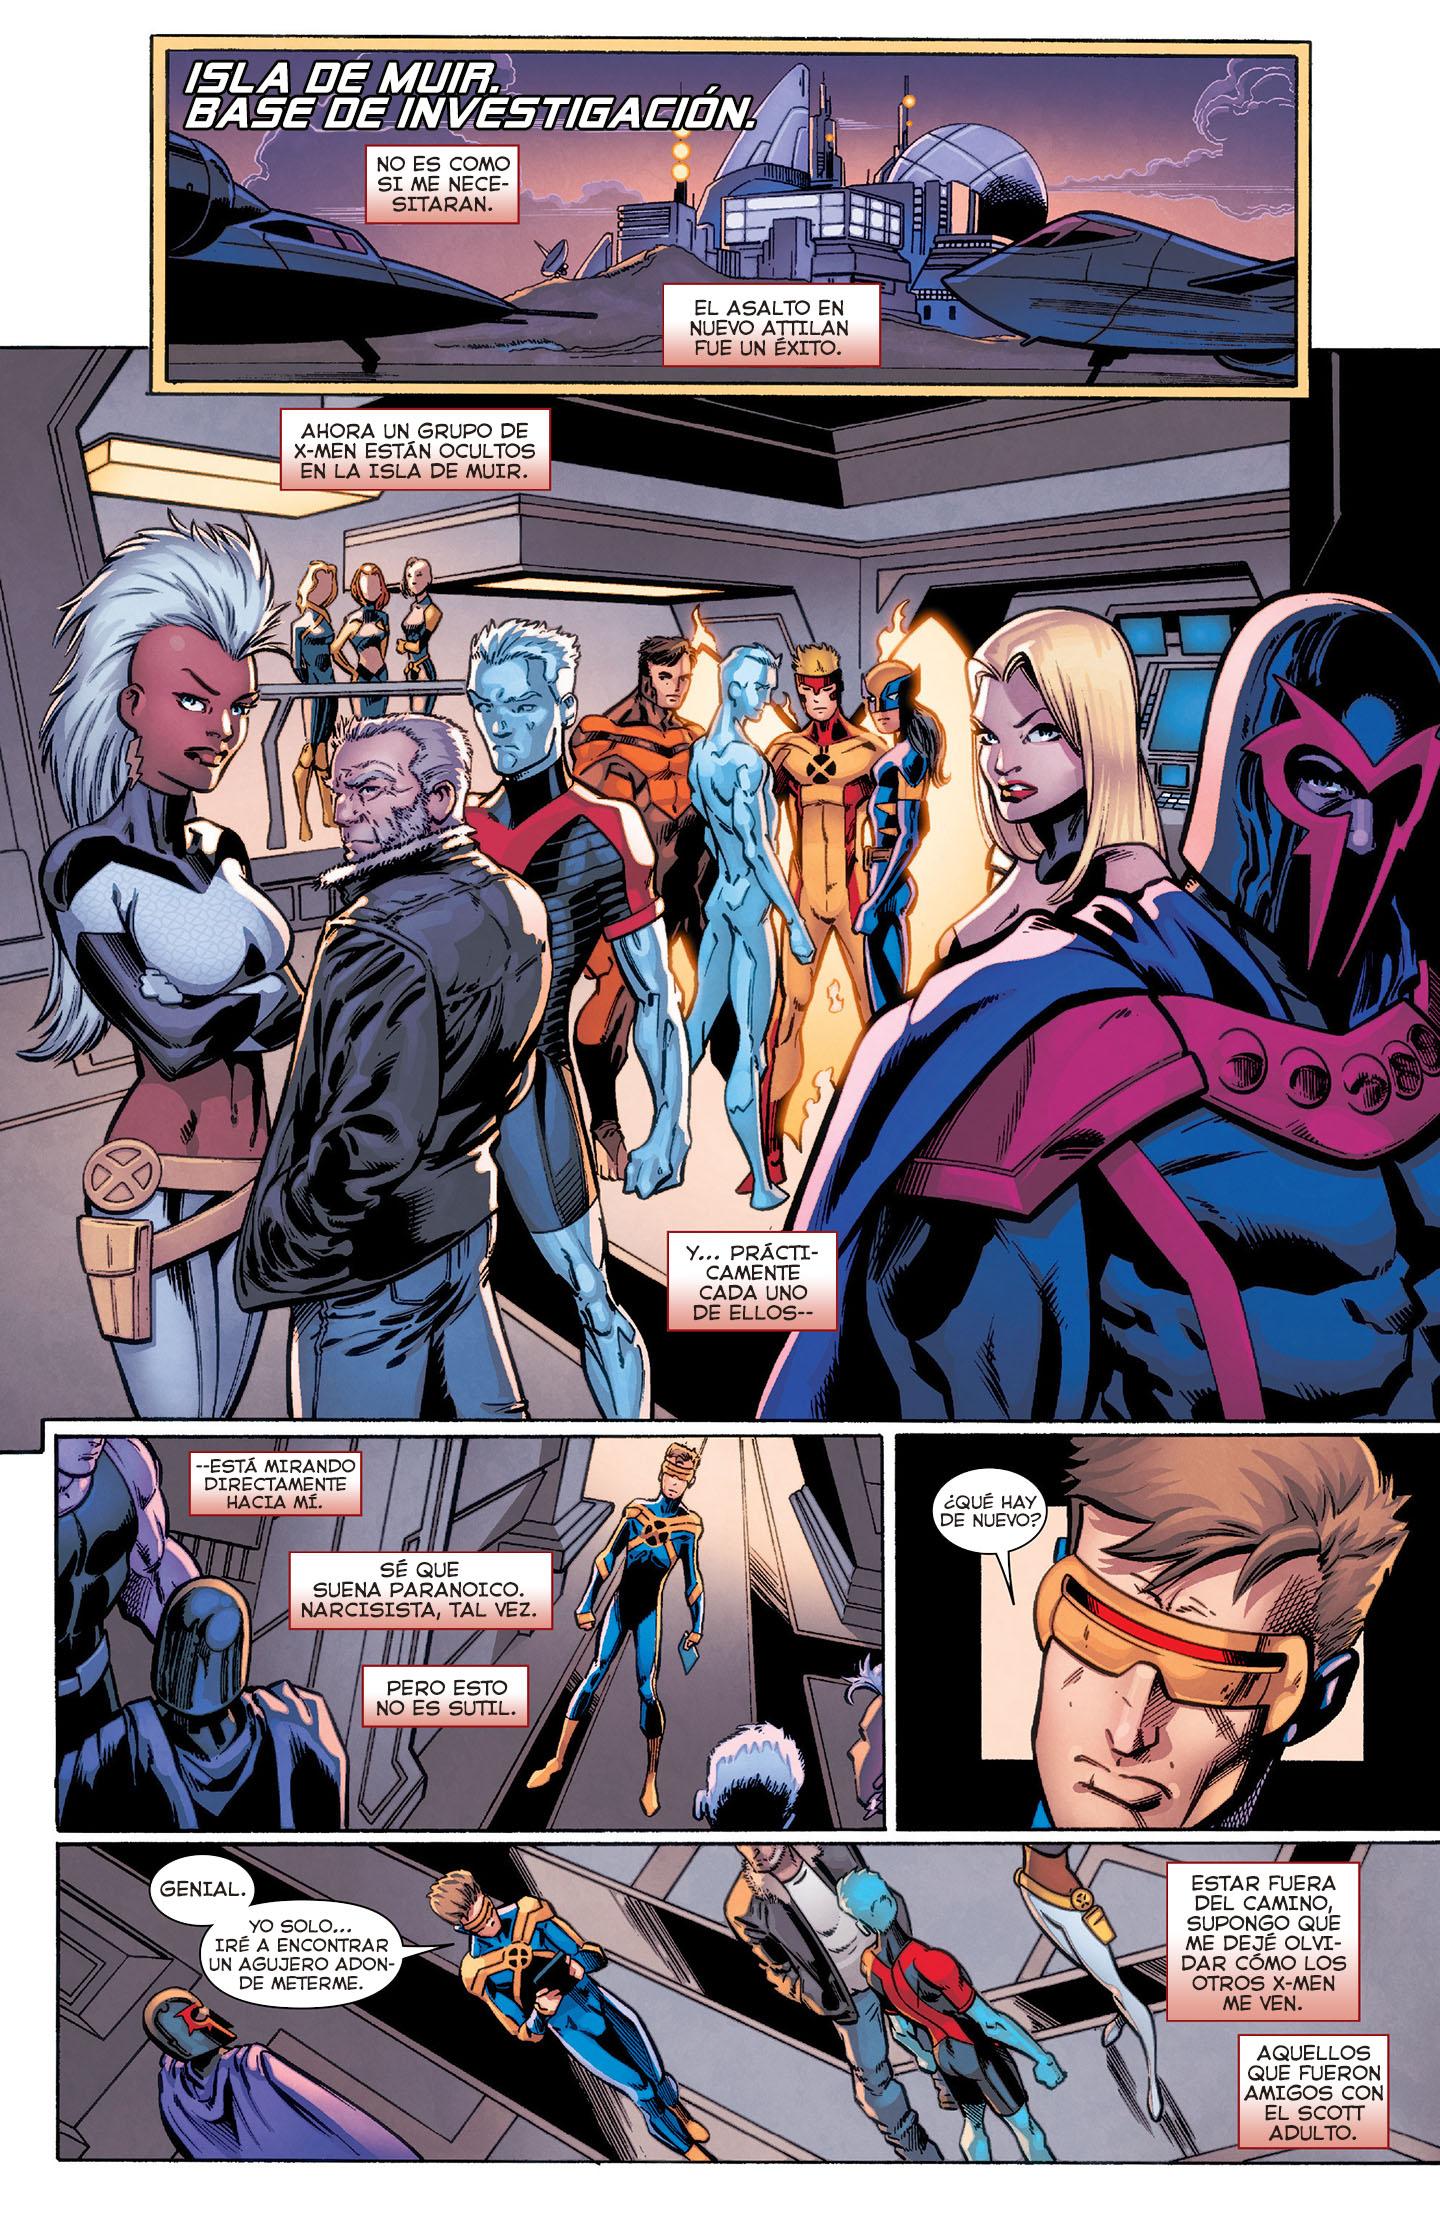 ISLA DE MUIR.
BASE DE INVESTIGACIÓN.
NO ES COMO
SI ME NECE-
SITARAN.
EL ASALTO EN
NUEVO ATTILAN
FUE UN ÉXITO.
AHORA UN GRUPO DE
X-MEN ESTÁN OCULTOS
EN LA ISLA DE MUIR.
Y... PRÁCTI-
CAMENTE
CADA UNO
DE ELLOS--
--ESTÁ MIRANDO
DIRECTAMENTE
HACIA MÍ.
SÉ QUE
SUENA PARANOICO.
NARCISISTA, TAL VEZ.
PERO ESTO
NO ES SUTIL.
¿QUÉ HAY
DE NUEVO?
GENIAL.
YO SOLO...
IRÉ A ENCONTRAR
UN AGUJERO ADON-
DE METERME.
ESTAR FUERA
DEL CAMINO,
SUPONGO QUE
ME DEJÉ OLVI-
DAR CÓMO LOS
OTROS X-MEN
ME VEN.
AQUELLOS
QUE FUERON
AMIGOS CON
EL SCOTT
ADULTO.